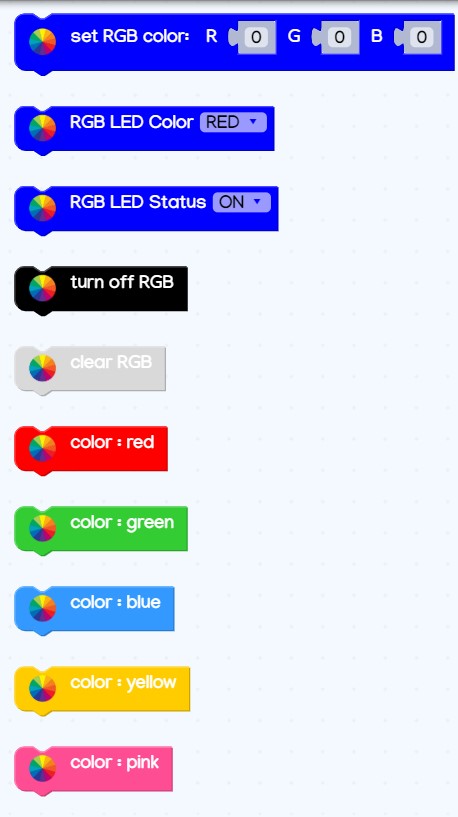 set RGB color: R 0 G 0 B 0
RGB LED Color RED
RGB LED Status ON
turn off RGB
clear RGB
color : red
color : green
color : blue
color : yellow
color : pink